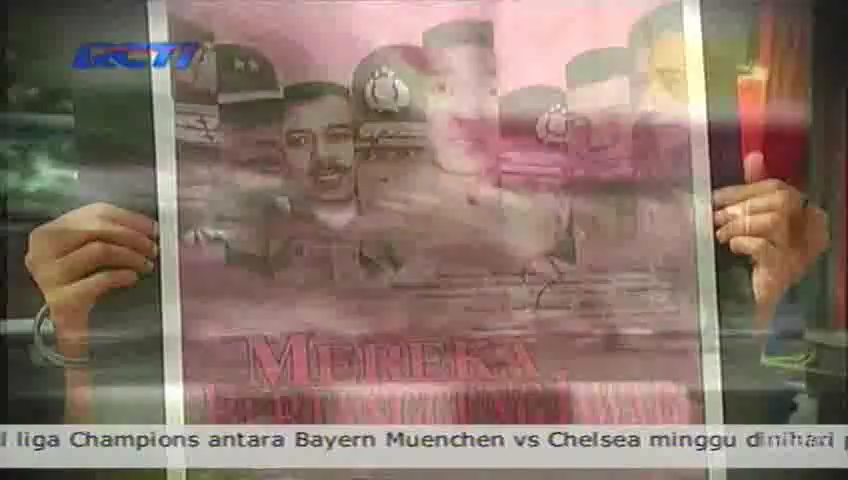 RCTI
MEREKA
l liga Champions antara Bayern Muenchen vs Chelsea minggu dinihari p